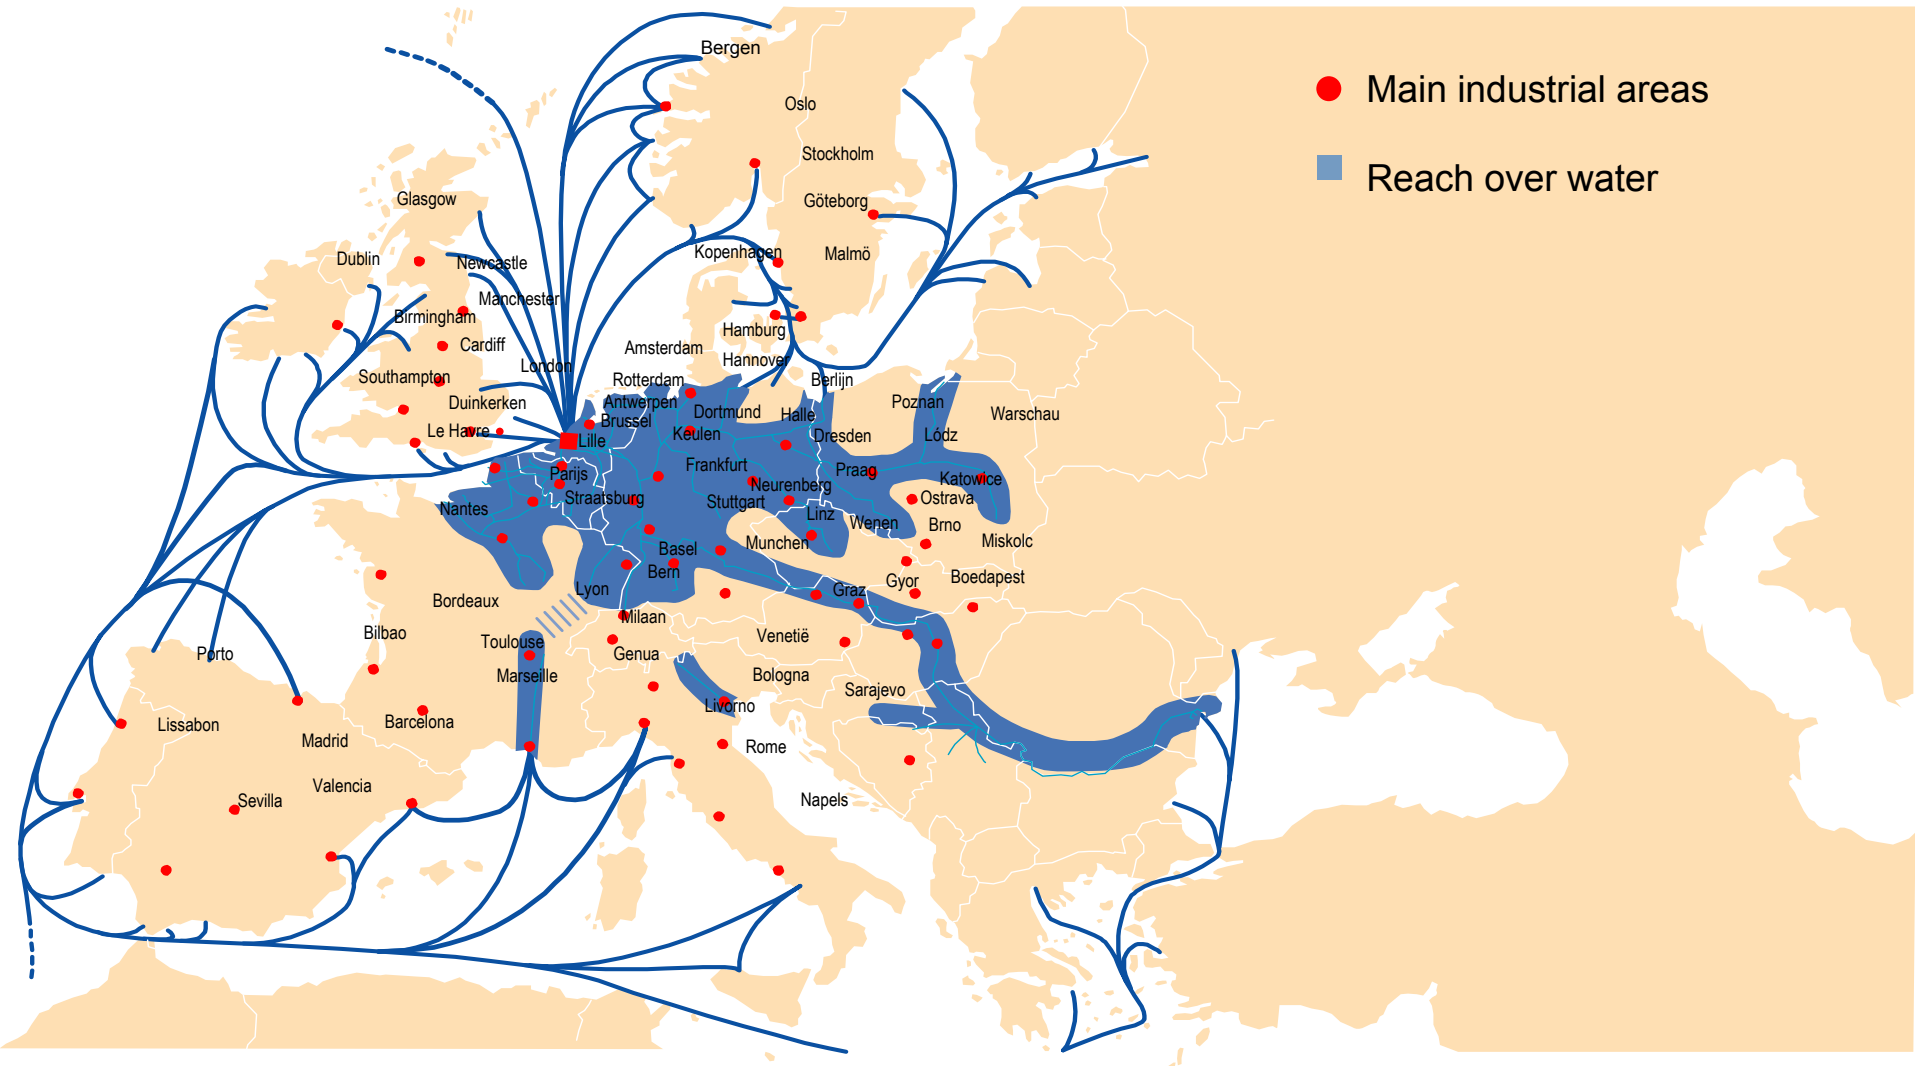 Bergen
Main industrial areas
Oslo
Stockholm
Reach over water
Glasgow
Göteborg
Dublin
Newcastle
Kopenhagen
Malmö
Manchester
Birmingham
Hamburg
Cardiff
Amsterdam
Hannover
London
Southampton
Rotterdam
Berlijn
Duinkerken
Antwerpen
Dortmund
Halle
Poznan
Warschau
Le Havre
Brussel
Lille
Keulen
Dresden
Lódz
Parijs
Frankfurt
Praag
Katowice
Straatsburg
Neurenberg
Stuttgart
Ostrava
Nantes
Linz
Wenen
Brno
Basel
Munchen
Miskolc
Bern
Lyon
Graz
Gyor
Boedapest
Bordeaux
Milaan
Bilbao
Toulouse
Venetië
Porto
Genua
Marseille
Bologna
Sarajevo
Livorno
Lissabon
Barcelona
Madrid
Rome
Valencia
Sevilla
Napels